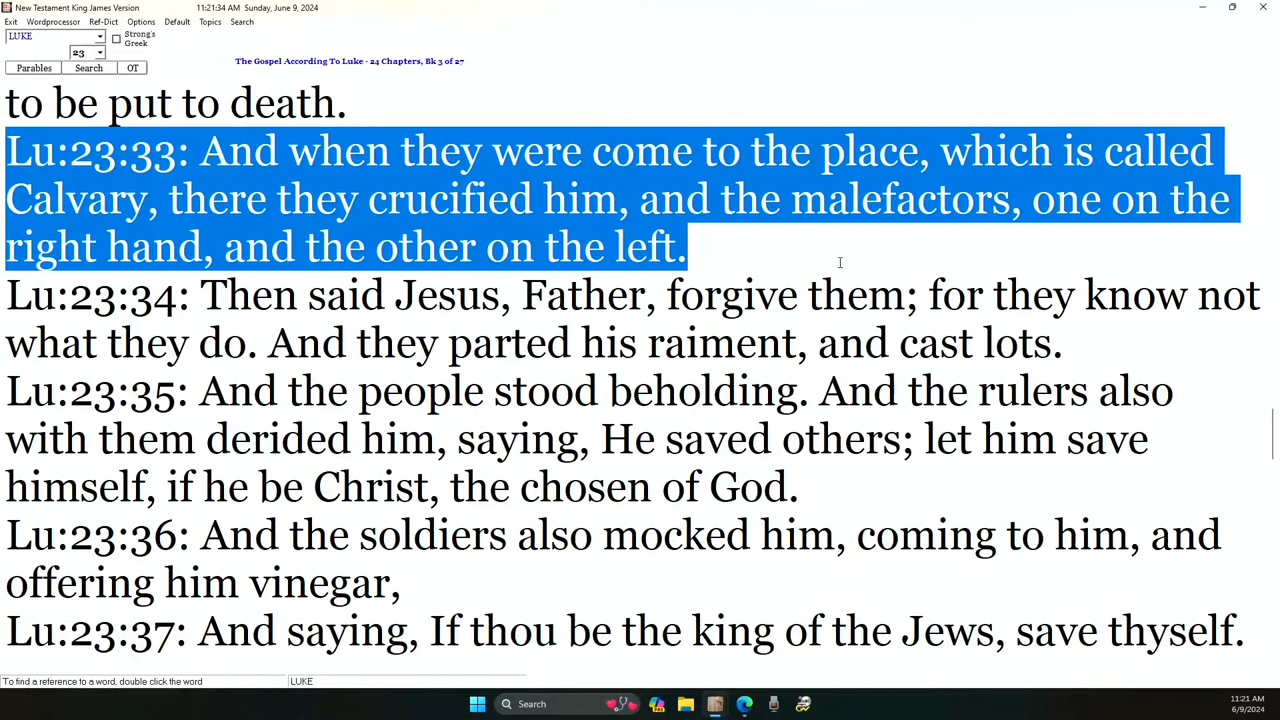 New Testament King James Version 11:21:34 AM Sunday, June 9, 2024
Exit Wordprocessor Ref-Dict Options Default Topics Search
LUKE Strong's
Greek
23
Parables Search OT
The Gospel According To Luke - 24 Chapters, Bk 3 of 27
to be put to death.
Lu:23:33: And when they were come to the place, which is called
Calvary, there they crucified him, and the malefactors, one on the
right hand, and the other on the left.
Lu:23:34: Then said Jesus, Father, forgive them; for they know not
what they do. And they parted his raiment, and cast lots.
Lu:23:35: And the people stood beholding. And the rulers also
with them derided him, saying, He saved others; let him save
himself, if he be Christ, the chosen of God.
Lu:23:36: And the soldiers also mocked him, coming to him, and
offering him vinegar,
Lu:23:37: And saying, If thou be the king of the Jews, save thyself.
To find a reference to a word, double click the word LUKE
Search
11:21 AM
6/9/2024